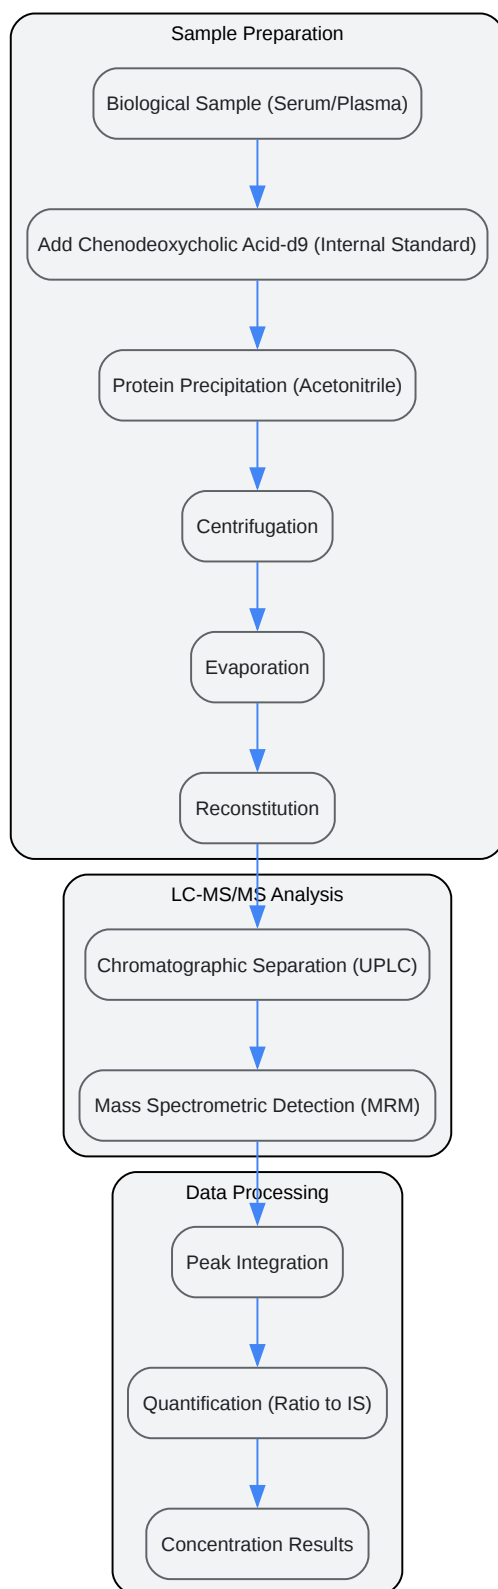 Sample Preparation
Biological Sample (Serum/Plasma)
Add Chenodeoxycholic Acid-d9 (Internal Standard)
Protein Precipitation (Acetonitrile)
Centrifugation
Evaporation
Reconstitution
LC-MS/MS Analysis
Chromatographic Separation (UPLC)
Mass Spectrometric Detection (MRM)
Data Processing
Peak Integration
Quantification (Ratio to IS)
Concentration Results